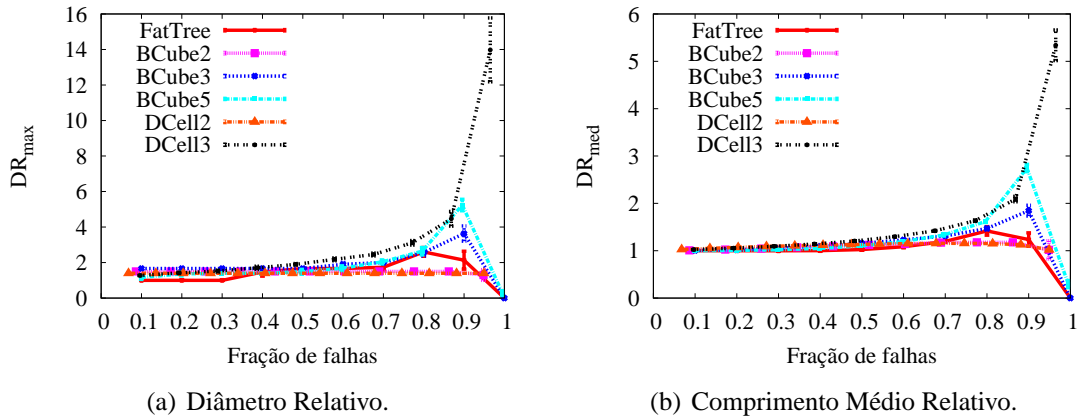 16
14
12
10
8
6
4
2
0
DRmax
FatTree
BCube2
BCube3
BCube5
DCell2
DCell3
0 0.1 0.2 0.3 0.4 0.5 0.6 0.7 0.8 0.9 1
Fração de falhas
(a) Diâmetro Relativo.
6
5
4
3
2
1
0
DRmed
FatTree
BCube2
BCube3
BCube5
DCell2
DCell3
0 0.1 0.2 0.3 0.4 0.5 0.6 0.7 0.8 0.9 1
Fração de falhas
(b) Comprimento Médio Relativo.